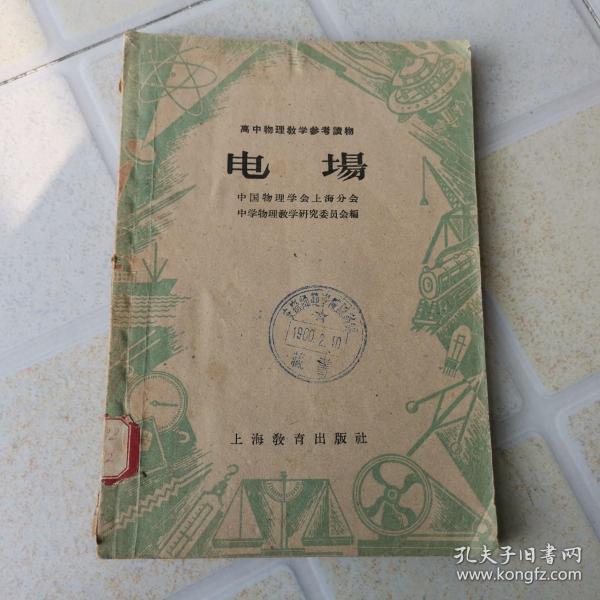 高中物理教学参考讀物
电場
中国物理学会上海分会
中学物理教学研究委員会編
1960.2.10
藏書
上海教育出版社
孔夫子旧书网
www.kongfz.com